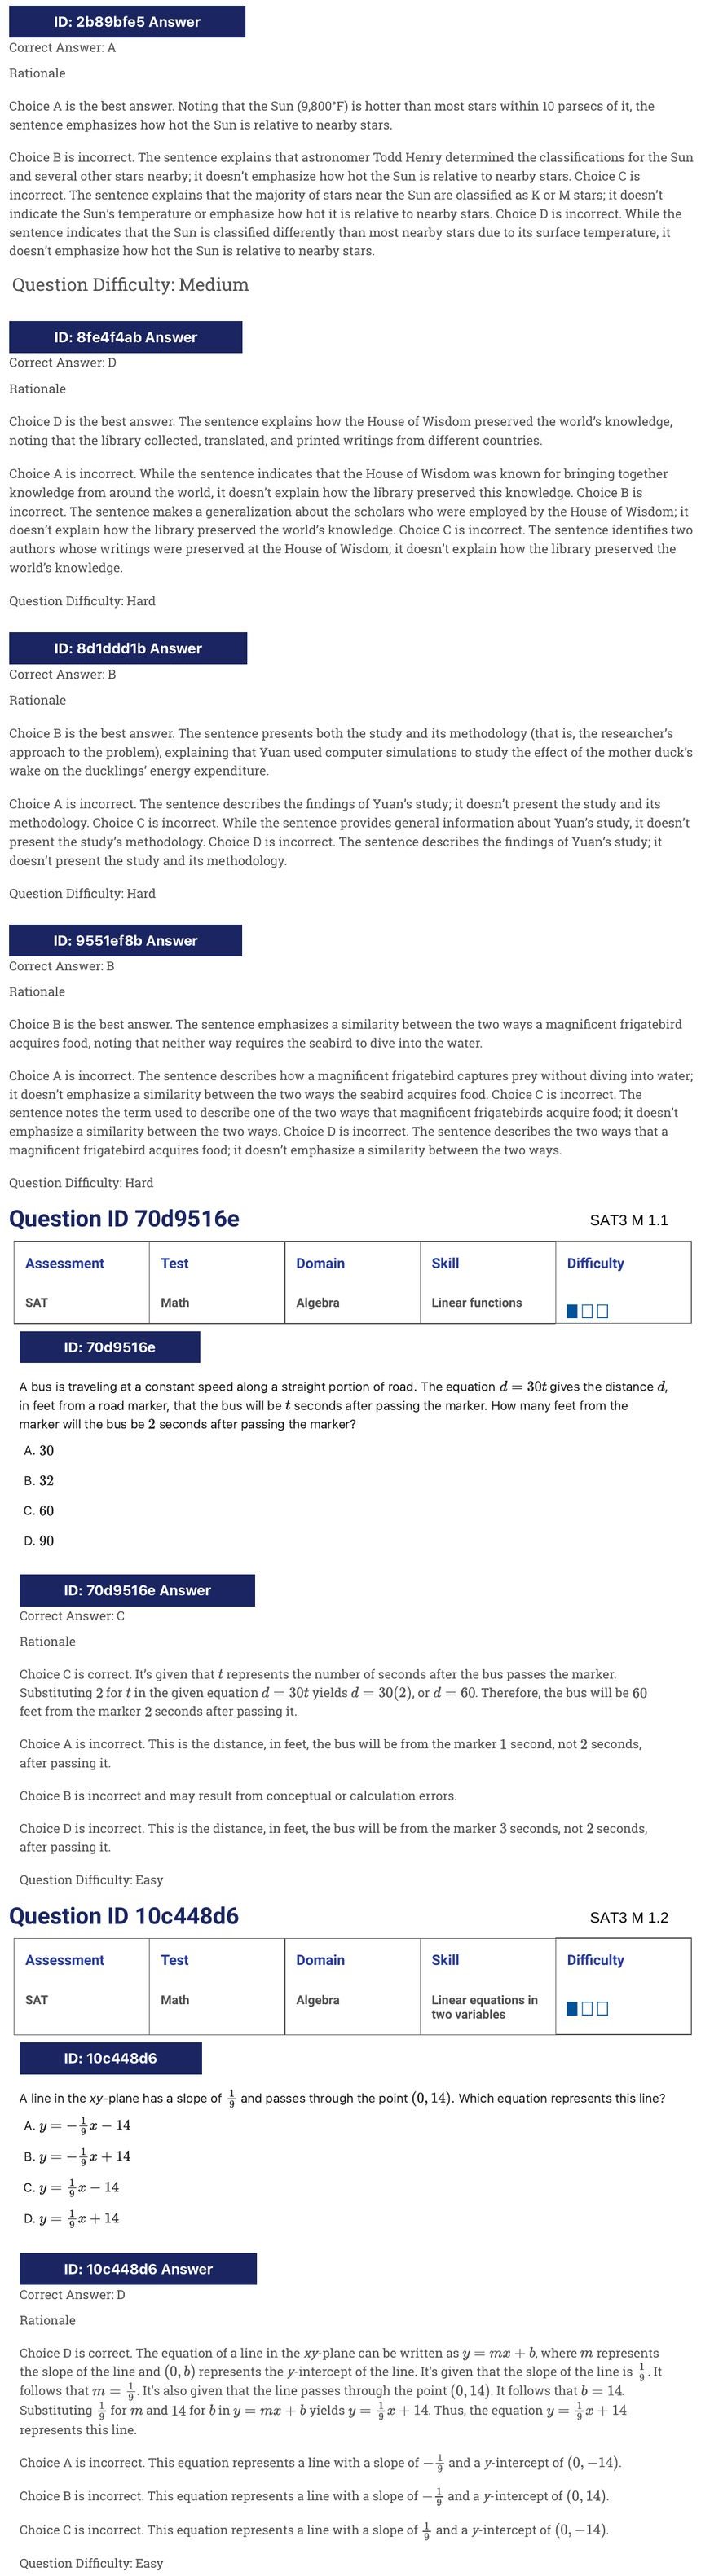 ID: 2b89bfe5 Answer
Correct Answer: A
Rationale
Choice A is the best answer. Noting that the Sun (9,800°F) is hotter than most stars within 10 parsecs of it, the
sentence emphasizes how hot the Sun is relative to nearby stars.
Choice B is incorrect. The sentence explains that astronomer Todd Henry determined the classifications for the Sun
and several other stars nearby; it doesn't emphasize how hot the Sun is relative to nearby stars. Choice C is
incorrect. The sentence explains that the majority of stars near the Sun are classified as K or M stars; it doesn't
indicate the Sun's temperature or emphasize how hot it is relative to nearby stars. Choice D is incorrect. While the
sentence indicates that the Sun is classified differently than most nearby stars due to its surface temperature, it
doesn't emphasize how hot the Sun is relative to nearby stars.
Question Difficulty: Medium
ID: 8fe4f4ab Answer
Correct Answer: D
Rationale
Choice D is the best answer. The sentence explains how the House of Wisdom preserved the world's knowledge,
noting that the library collected, translated, and printed writings from different countries.
Choice A is incorrect. While the sentence indicates that the House of Wisdom was known for bringing together
knowledge from around the world, it doesn't explain how the library preserved this knowledge. Choice B is
incorrect. The sentence makes a generalization about the scholars who were employed by the House of Wisdom; it
doesn't explain how the library preserved the world's knowledge. Choice C is incorrect. The sentence identifies two
authors whose writings were preserved at the House of Wisdom; it doesn't explain how the library preserved the
world's knowledge.
Question Difficulty: Hard
ID: 8d1ddd1b Answer
Correct Answer: B
Rationale
Choice B is the best answer. The sentence presents both the study and its methodology (that is, the researcher's
approach to the problem), explaining that Yuan used computer simulations to study the effect of the mother duck's
wake on the ducklings' energy expenditure.
Choice A is incorrect. The sentence describes the findings of Yuan's study; it doesn't present the study and its
methodology. Choice C is incorrect. While the sentence provides general information about Yuan's study, it doesn't
present the study's methodology. Choice D is incorrect. The sentence describes the findings of Yuan's study; it
doesn't present the study and its methodology.
Question Difficulty: Hard
ID: 9551ef8b Answer
Correct Answer: B
Rationale
Choice B is the best answer. The sentence emphasizes a similarity between the two ways a magnificent frigatebird
acquires food, noting that neither way requires the seabird to dive into the water.
Choice A is incorrect. The sentence describes how a magnificent frigatebird captures prey without diving into water;
it doesn't emphasize a similarity between the two ways the seabird acquires food. Choice C is incorrect. The
sentence notes the term used to describe one of the two ways that magnificent frigatebirds acquire food; it doesn't
emphasize a similarity between the two ways. Choice D is incorrect. The sentence describes the two ways that a
magnificent frigatebird acquires food; it doesn't emphasize a similarity between the two ways.
Question Difficulty: Hard
Question ID 70d9516e SAT3 M 1.1
Assessment Test Domain Skill Difficulty
SAT Math Algebra Linear functions
ID: 70d9516e
A bus is traveling at a constant speed along a straight portion of road. The equation d = 30t gives the distance d,
in feet from a road marker, that the bus will be t seconds after passing the marker. How many feet from the
marker will the bus be 2 seconds after passing the marker?
A. 30
B. 32
C. 60
D. 90
ID: 70d9516e Answer
Correct Answer: C
Rationale
Choice C is correct. It's given that t represents the number of seconds after the bus passes the marker.
Substituting 2 for t in the given equation d = 30t yields d = 30(2), or d = 60. Therefore, the bus will be 60
feet from the marker 2 seconds after passing it.
Choice A is incorrect. This is the distance, in feet, the bus will be from the marker 1 second, not 2 seconds,
after passing it.
Choice B is incorrect and may result from conceptual or calculation errors.
Choice D is incorrect. This is the distance, in feet, the bus will be from the marker 3 seconds, not 2 seconds,
after passing it.
Question Difficulty: Easy
Question ID 10c448d6 SAT3 M 1.2
Assessment Test Domain Skill Difficulty
SAT Math Algebra Linear equations in
two variables
ID: 10c448d6
A line in the xy-plane has a slope of 1/9 and passes through the point (0, 14). Which equation represents this line?
A. y = −1/9x − 14
B. y = −1/9x + 14
C. y = 1/9x − 14
D. y = 1/9x + 14
ID: 10c448d6 Answer
Correct Answer: D
Rationale
Choice D is correct. The equation of a line in the xy-plane can be written as y = mx + b, where m represents
the slope of the line and (0, b) represents the y-intercept of the line. It's given that the slope of the line is 1/9. It
follows that m = 1/9. It's also given that the line passes through the point (0, 14). It follows that b = 14.
Substituting 1/9 for m and 14 for b in y = mx + b yields y = 1/9x + 14. Thus, the equation y = 1/9x + 14
represents this line.
Choice A is incorrect. This equation represents a line with a slope of −1/9 and a y-intercept of (0, −14).
Choice B is incorrect. This equation represents a line with a slope of −1/9 and a y-intercept of (0, 14).
Choice C is incorrect. This equation represents a line with a slope of 1/9 and a y-intercept of (0, −14).
Question Difficulty: Easy